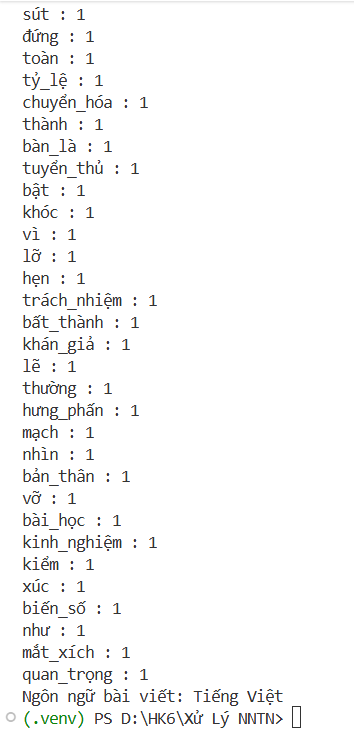 sút : 1
đứng : 1
toàn : 1
tỷ_lệ : 1
chuyển_hóa : 1
thành : 1
bàn_là : 1
tuyển_thủ : 1
bật : 1
khóc : 1
vì : 1
lỡ : 1
hẹn : 1
trách_nhiệm : 1
bất_thành : 1
khán_giả : 1
lẽ : 1
thường : 1
hưng_phấn : 1
mạch : 1
nhìn : 1
bản_thân : 1
vỡ : 1
bài_học : 1
kinh_nghiệm : 1
kiểm : 1
xúc : 1
biến_số : 1
như : 1
mắt_xích : 1
quan_trọng : 1
Ngôn ngữ bài viết: Tiếng Việt
(.venv) PS D:\HK6\Xử Lý NNTN>